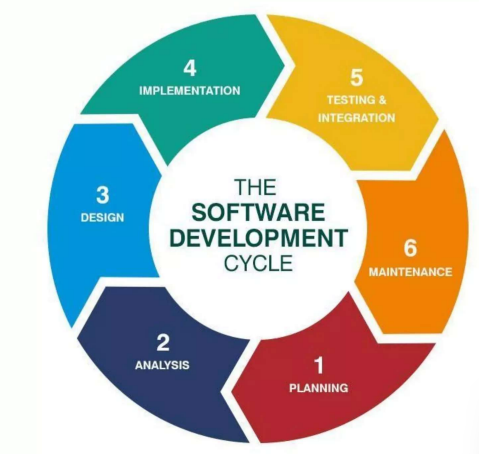 THE
SOFTWARE
DEVELOPMENT
CYCLE
1
PLANNING
2
ANALYSIS
3
DESIGN
4
IMPLEMENTATION
5
TESTING &
INTEGRATION
6
MAINTENANCE